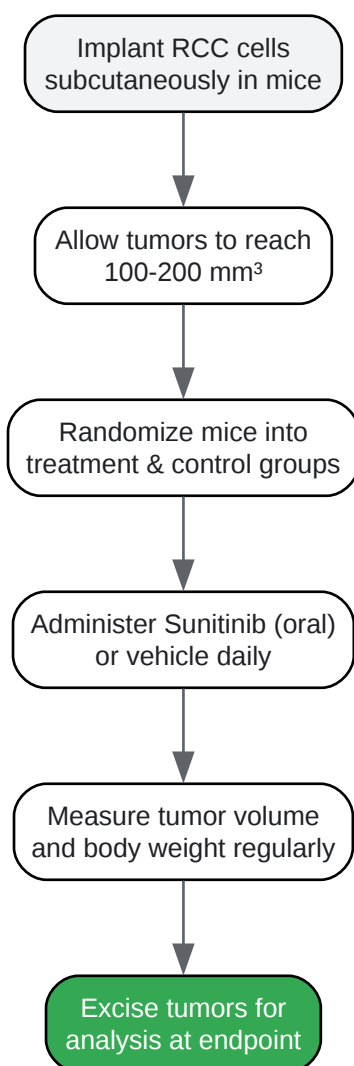 Implant RCC cells
subcutaneously in mice
Allow tumors to reach
100-200 mm³
Randomize mice into
treatment & control groups
Administer Sunitinib (oral)
or vehicle daily
Measure tumor volume
and body weight regularly
Excise tumors for
analysis at endpoint